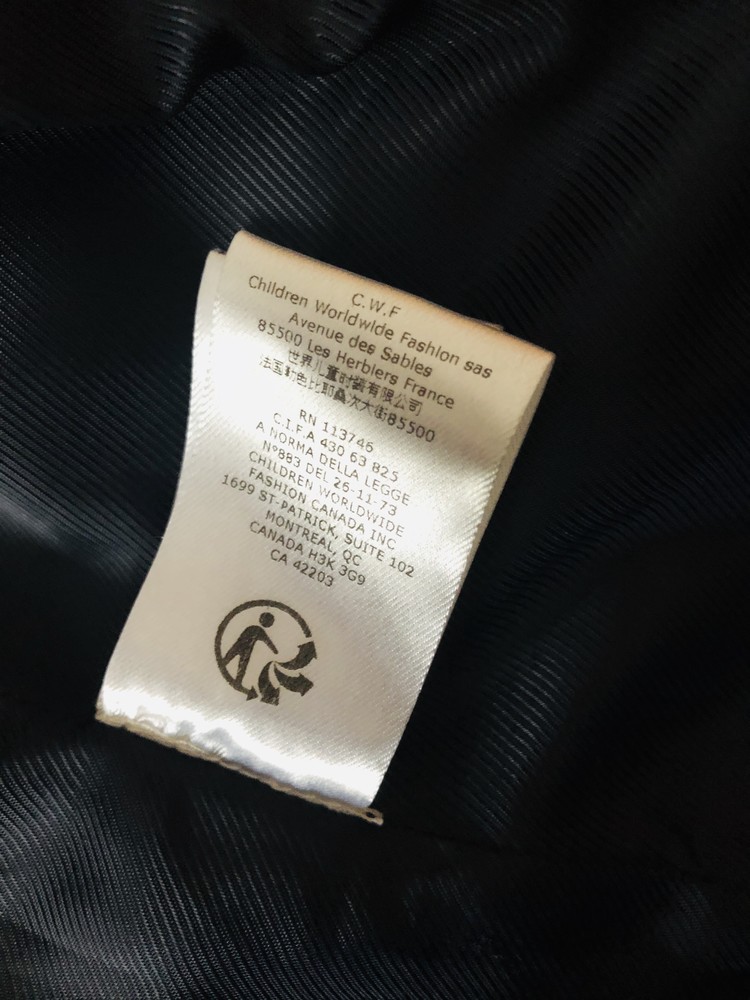 C.W.F
Children Worldwide Fashion sas
Avenue des Sables
85500 Les Herbiers France
世界儿童时装有限公司
法国 色比耶 次大街85500
RN 113746
C.I.F.A 430 63 825
A NORMA DELLA LEGGE
N°883 DEL 26-11-73
CHILDREN WORLDWIDE
FASHION CANADA INC
1699 ST-PATRICK, SUITE 102
MONTREAL, QC
CANADA H3K 3G9
CA 42203